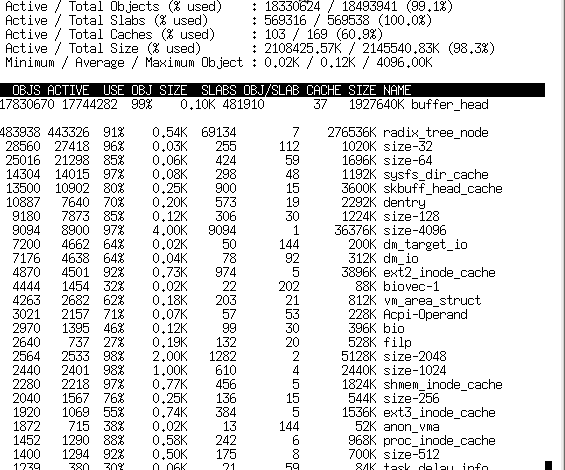 Active / Total Objects (% used) : 18330624 / 18493941 (99.1%)
Active / Total Slabs (% used) : 569316 / 569538 (100.0%)
Active / Total Caches (% used) : 103 / 169 (60.9%)
Active / Total Size (% used) : 2108425.57K / 2145540.83K (98.3%)
Minimum / Average / Maximum Object : 0.02K / 0.12K / 4096.00K
OBJS ACTIVE USE OBJ SIZE SLABS OBJ/SLAB CACHE SIZE NAME
17830670 17744282 99% 0.10K 481910 37 1927640K buffer_head
483938 443326 91% 0.54K 69134 7 276536K radix_tree_node
28560 27418 96% 0.03K 255 112 1020K size-32
25016 21298 85% 0.06K 424 59 1696K size-64
14304 14015 97% 0.08K 298 48 1192K sysfs_dir_cache
13500 10902 80% 0.25K 900 15 3600K skbuff_head_cache
10887 7640 70% 0.20K 573 19 2292K dentry
9180 7873 85% 0.12K 306 30 1224K size-128
9094 8900 97% 4.00K 9094 1 36376K size-4096
7200 4662 64% 0.02K 50 144 200K dm_target_io
7176 4638 64% 0.04K 78 92 312K dm_io
4870 4501 92% 0.73K 974 5 3896K ext2_inode_cache
4444 1454 32% 0.02K 22 202 88K biovec-1
4263 2682 62% 0.18K 203 21 812K vm_area_struct
3021 2157 71% 0.07K 57 53 228K Acpi-Operand
2970 1395 46% 0.12K 99 30 396K bio
2640 737 27% 0.19K 132 20 528K filp
2564 2533 98% 2.00K 1282 2 5128K size-2048
2440 2401 98% 1.00K 610 4 2440K size-1024
2280 2218 97% 0.77K 456 5 1824K shmem_inode_cache
2040 1567 76% 0.25K 136 15 544K size-256
1920 1069 55% 0.74K 384 5 1536K ext3_inode_cache
1872 715 38% 0.02K 13 144 52K anon_vma
1452 1290 88% 0.58K 242 6 968K proc_inode_cache
1400 1294 92% 0.50K 175 8 700K size-512
1239 380 30% 0.06K 21 59 84K task_delay_info